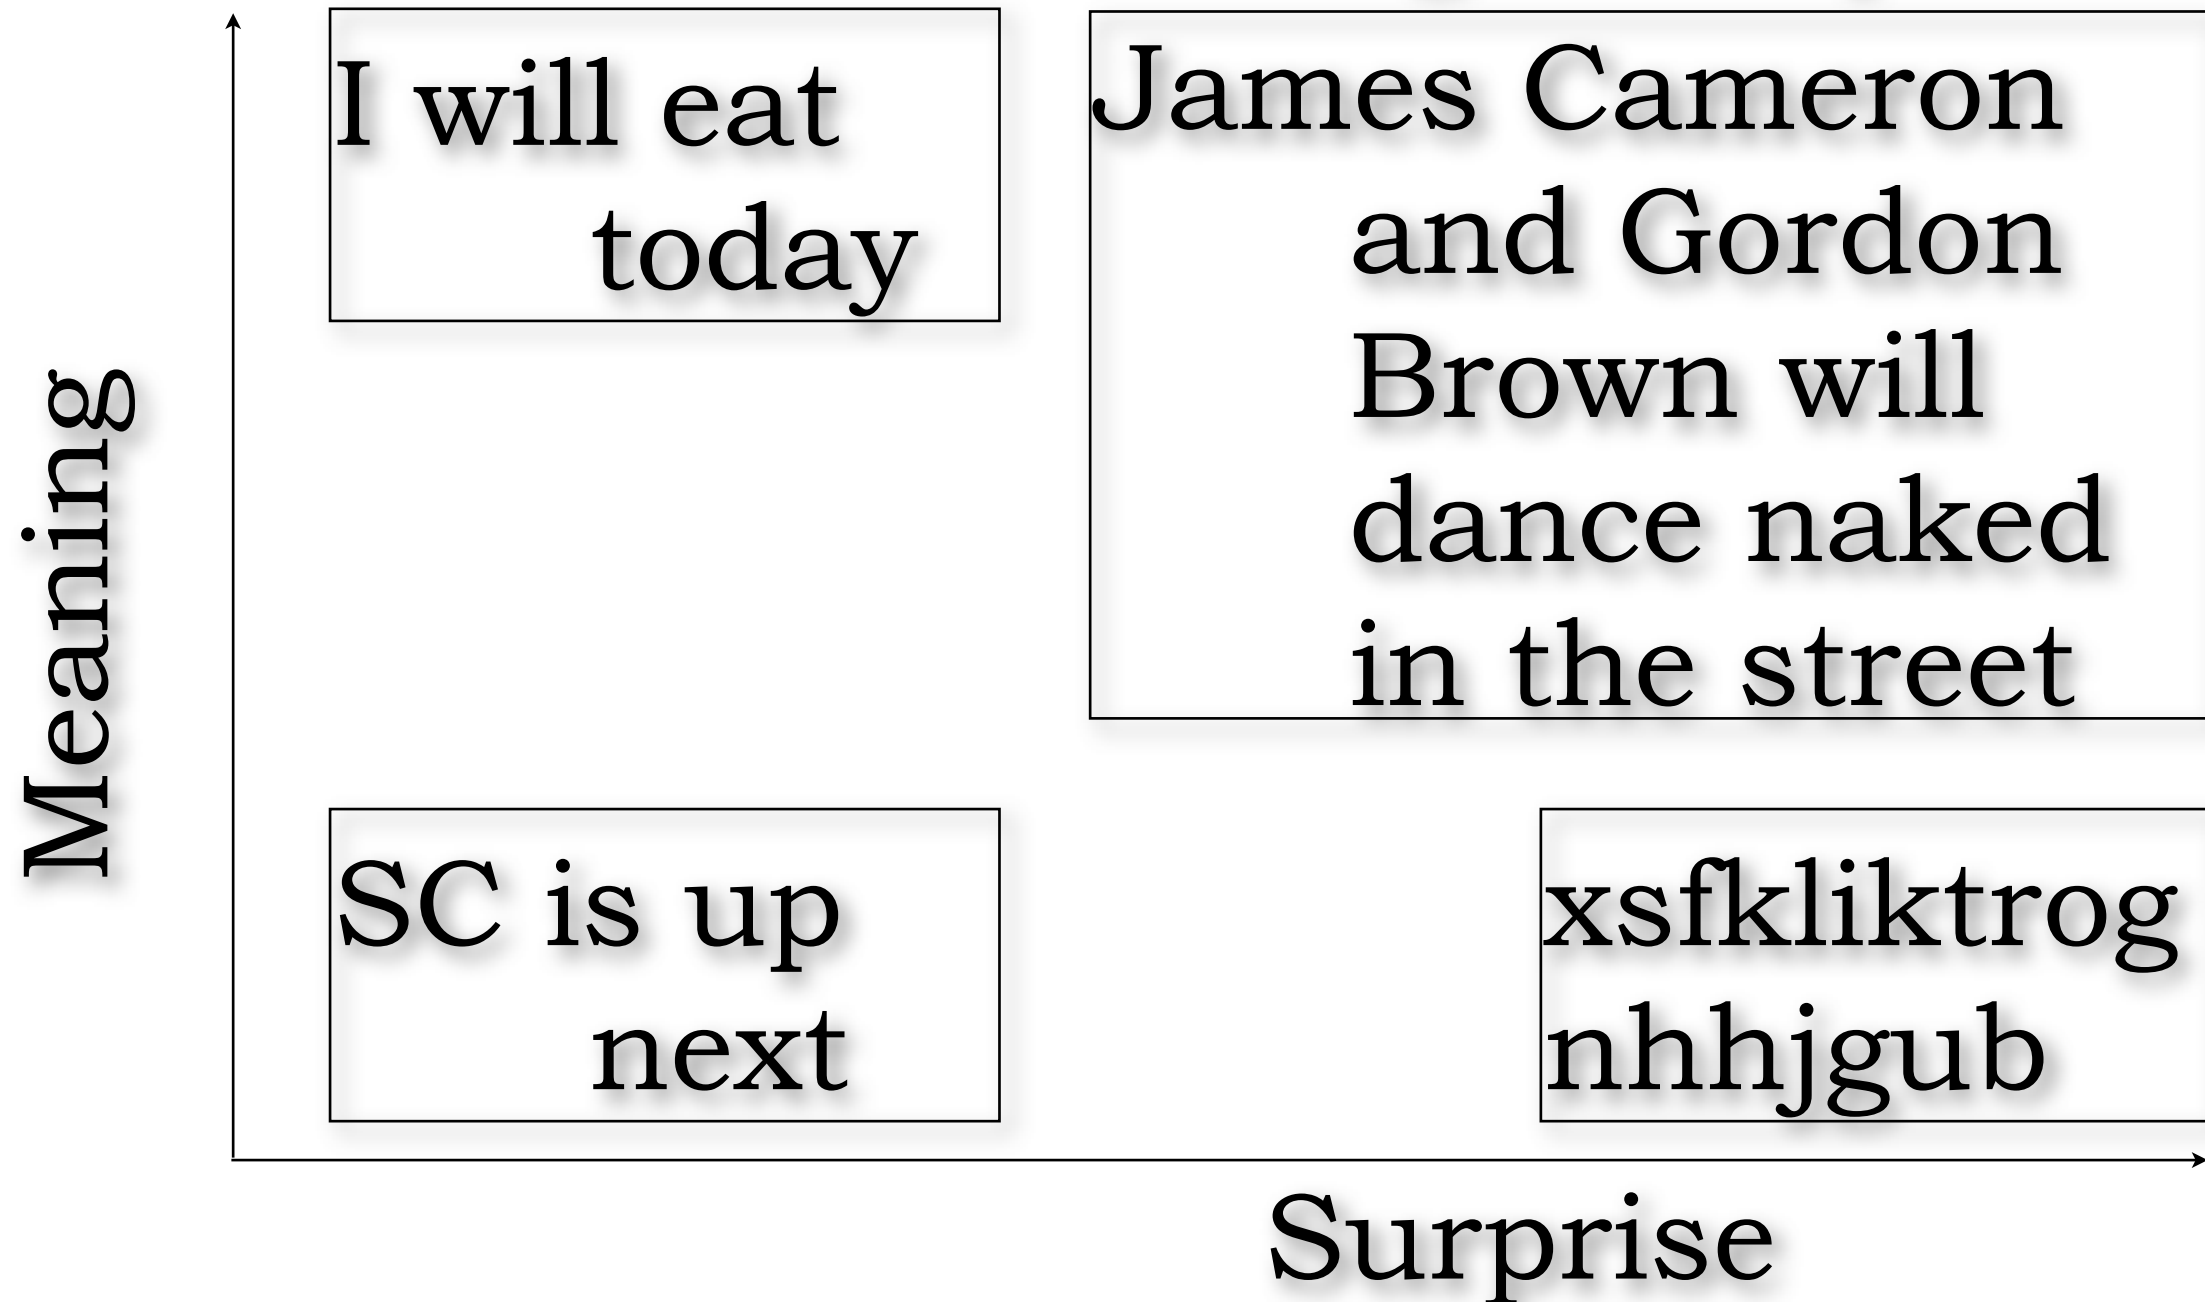 I will eat
today
James Cameron
and Gordon
Brown will
dance naked
in the street
Meaning
SC is up
next
xsfkliktrog
nhhjgub
Surprise